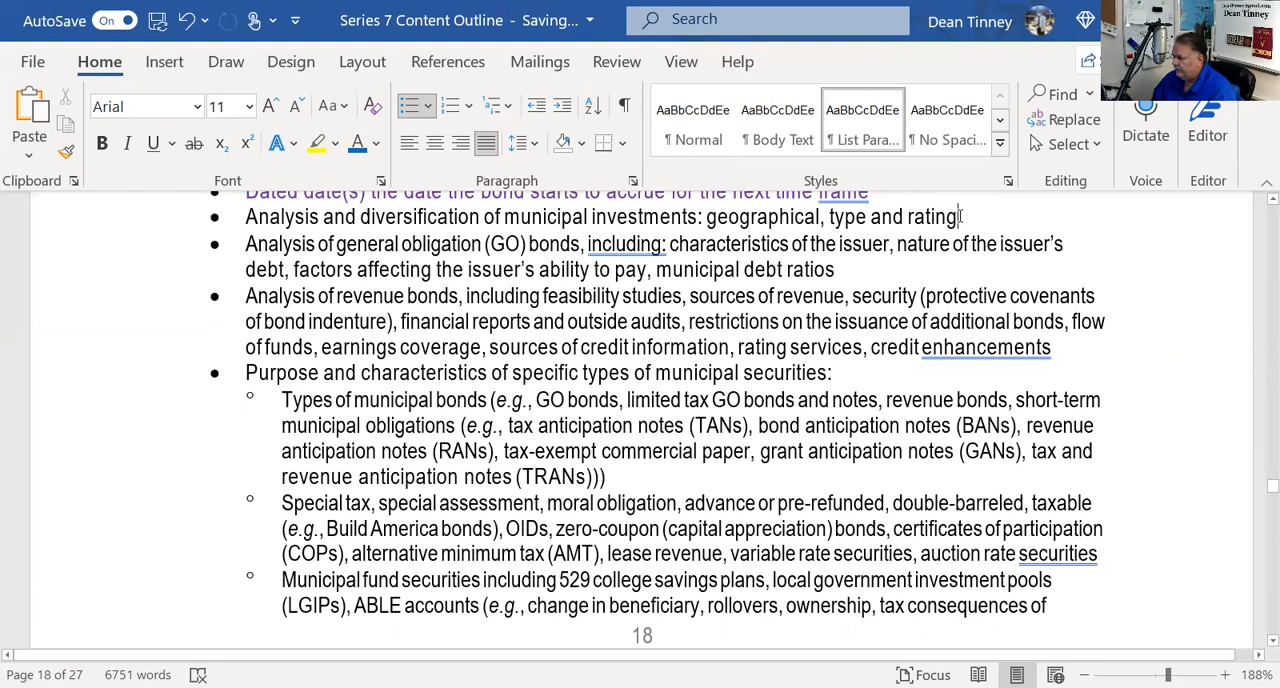 AutoSave On Series 7 Content Outline - Saving... Search Dean Tinney
Dean Tinney
File Home Insert Draw Design Layout References Mailings Review View Help
Paste Arial 11 A A Aa A
B I U ab x2 x2 A A
AaBbCcDdEe AaBbCcDdEe AaBbCcDdEe AaBbCcDdEe
¶ Normal ¶ Body Text ¶ List Para... ¶ No Spaci...
Find
Replace
Select
Dictate
Editor
Clipboard Font Paragraph Styles Editing Voice Editor
Dated date(s) the date the bond starts to accrue for the next time frame
• Analysis and diversification of municipal investments: geographical, type and rating
• Analysis of general obligation (GO) bonds, including: characteristics of the issuer, nature of the issuer's
debt, factors affecting the issuer's ability to pay, municipal debt ratios
• Analysis of revenue bonds, including feasibility studies, sources of revenue, security (protective covenants
of bond indenture), financial reports and outside audits, restrictions on the issuance of additional bonds, flow
of funds, earnings coverage, sources of credit information, rating services, credit enhancements
• Purpose and characteristics of specific types of municipal securities:
° Types of municipal bonds (e.g., GO bonds, limited tax GO bonds and notes, revenue bonds, short-term
municipal obligations (e.g., tax anticipation notes (TANs), bond anticipation notes (BANs), revenue
anticipation notes (RANs), tax-exempt commercial paper, grant anticipation notes (GANs), tax and
revenue anticipation notes (TRANs)))
° Special tax, special assessment, moral obligation, advance or pre-refunded, double-barreled, taxable
(e.g., Build America bonds), OIDs, zero-coupon (capital appreciation) bonds, certificates of participation
(COPs), alternative minimum tax (AMT), lease revenue, variable rate securities, auction rate securities
° Municipal fund securities including 529 college savings plans, local government investment pools
(LGIPs), ABLE accounts (e.g., change in beneficiary, rollovers, ownership, tax consequences of
18
Page 18 of 27 6751 words Focus 188%